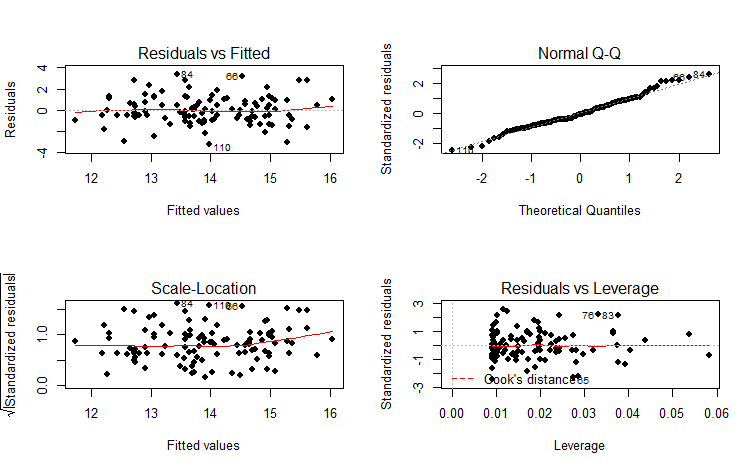 Residuals vs Fitted
Residuals
4
0
-4
84
66
110
12 13 14 15 16
Fitted values
Normal Q-Q
Standardized residuals
2
0
-2
66 84
110
-2 -1 0 1 2
Theoretical Quantiles
Scale-Location
√|Standardized residuals|
1.0
0.0
84 110 66
12 13 14 15 16
Fitted values
Residuals vs Leverage
Standardized residuals
3
1
-1
-3
76 83
Cook's distance
85
0.00 0.01 0.02 0.03 0.04 0.05 0.06
Leverage